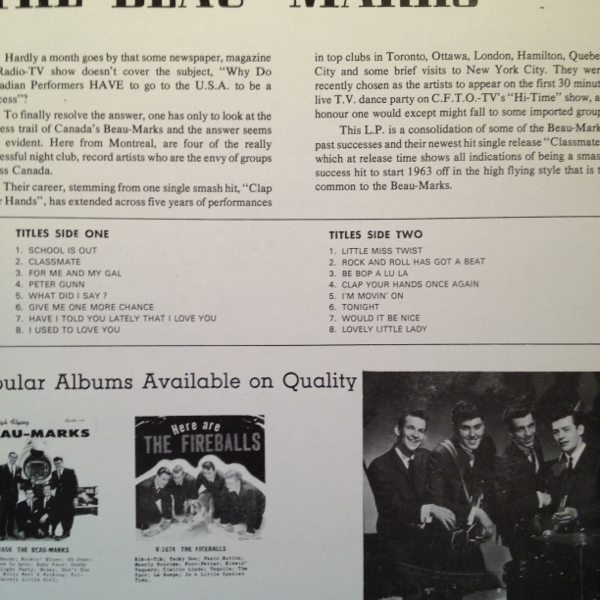 THE BEAU-MARKS
Hardly a month goes by that some newspaper, magazine
Radio-TV show doesn't cover the subject, "Why Do
adian Performers HAVE to go to the U.S.A. to be a
cess"?
To finally resolve the answer, one has only to look at the
ess trail of Canada's Beau-Marks and the answer seems
evident. Here from Montreal, are four of the really
essful night club, record artists who are the envy of groups
ss Canada.
Their career, stemming from one single smash hit, "Clap
r Hands", has extended across five years of performances
in top clubs in Toronto, Ottawa, London, Hamilton, Quebe
City and some brief visits to New York City. They wer
recently chosen as the artists to appear on the first 30 minut
live T.V. dance party on C.F.T.O.-TV's "Hi-Time" show, a
honour one would except might fall to some imported group
This L.P. is a consolidation of some of the Beau-Mark
past successes and their newest hit single release "Classmate
which at release time shows all indications of being a smas
success hit to start 1963 off in the high flying style that is t
common to the Beau-Marks.
TITLES SIDE ONE
1. SCHOOL IS OUT
2. CLASSMATE
3. FOR ME AND MY GAL
4. PETER GUNN
5. WHAT DID I SAY ?
6. GIVE ME ONE MORE CHANCE
7. HAVE I TOLD YOU LATELY THAT I LOVE YOU
8. I USED TO LOVE YOU
TITLES SIDE TWO
1. LITTLE MISS TWIST
2. ROCK AND ROLL HAS GOT A BEAT
3. BE BOP A LU LA
4. CLAP YOUR HANDS ONCE AGAIN
5. I'M MOVIN' ON
6. TONIGHT
7. WOULD IT BE NICE
8. LOVELY LITTLE LADY
pular Albums Available on Quality
AU-MARKS
THE BEAU-MARKS
Here are
THE FIREBALLS
V-1674 THE FIREBALLS